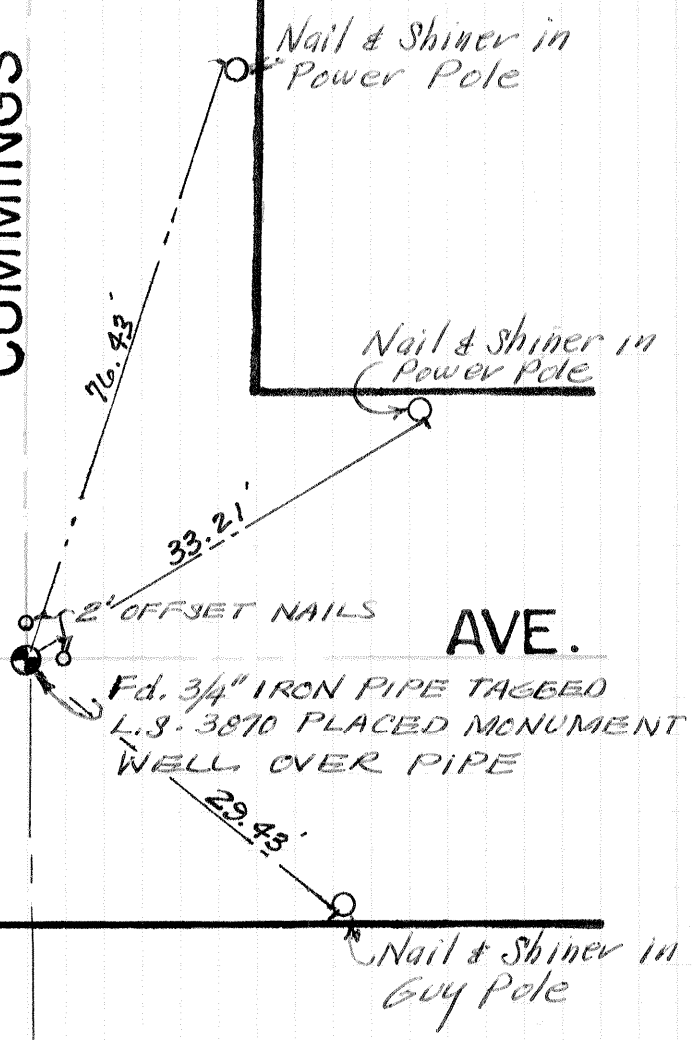 Nail & Shiner in
Power Pole
COMMINGS
76.43'
Nail & Shiner in
Power Pole
33.21'
2' OFFSET NAILS
AVE.
Fd. 3/4" IRON PIPE TAGGED
L.S. 3890 PLACED MONUMENT
WELL OVER PIPE
29.43'
Nail & Shiner in
Guy Pole